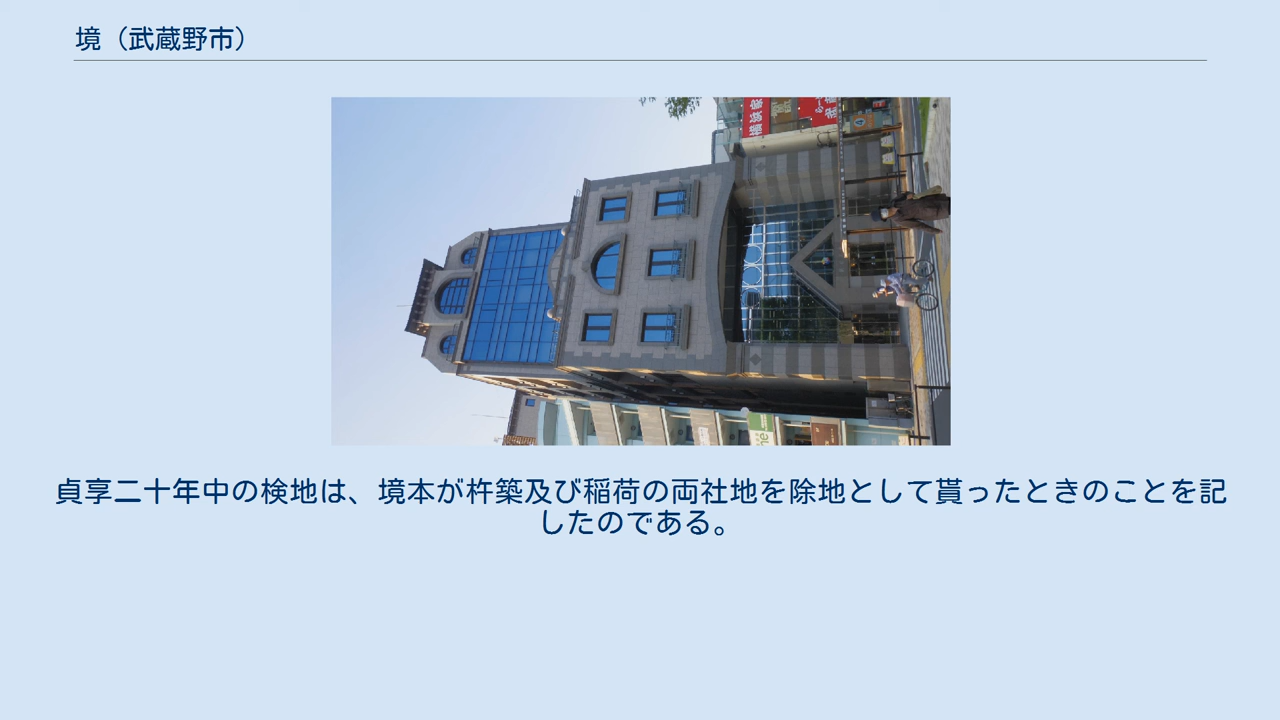 境（武蔵野市）
貞享二十年中の検地は、境本が杵築及び稲荷の両社地を除地として貰ったときのことを記
したのである。